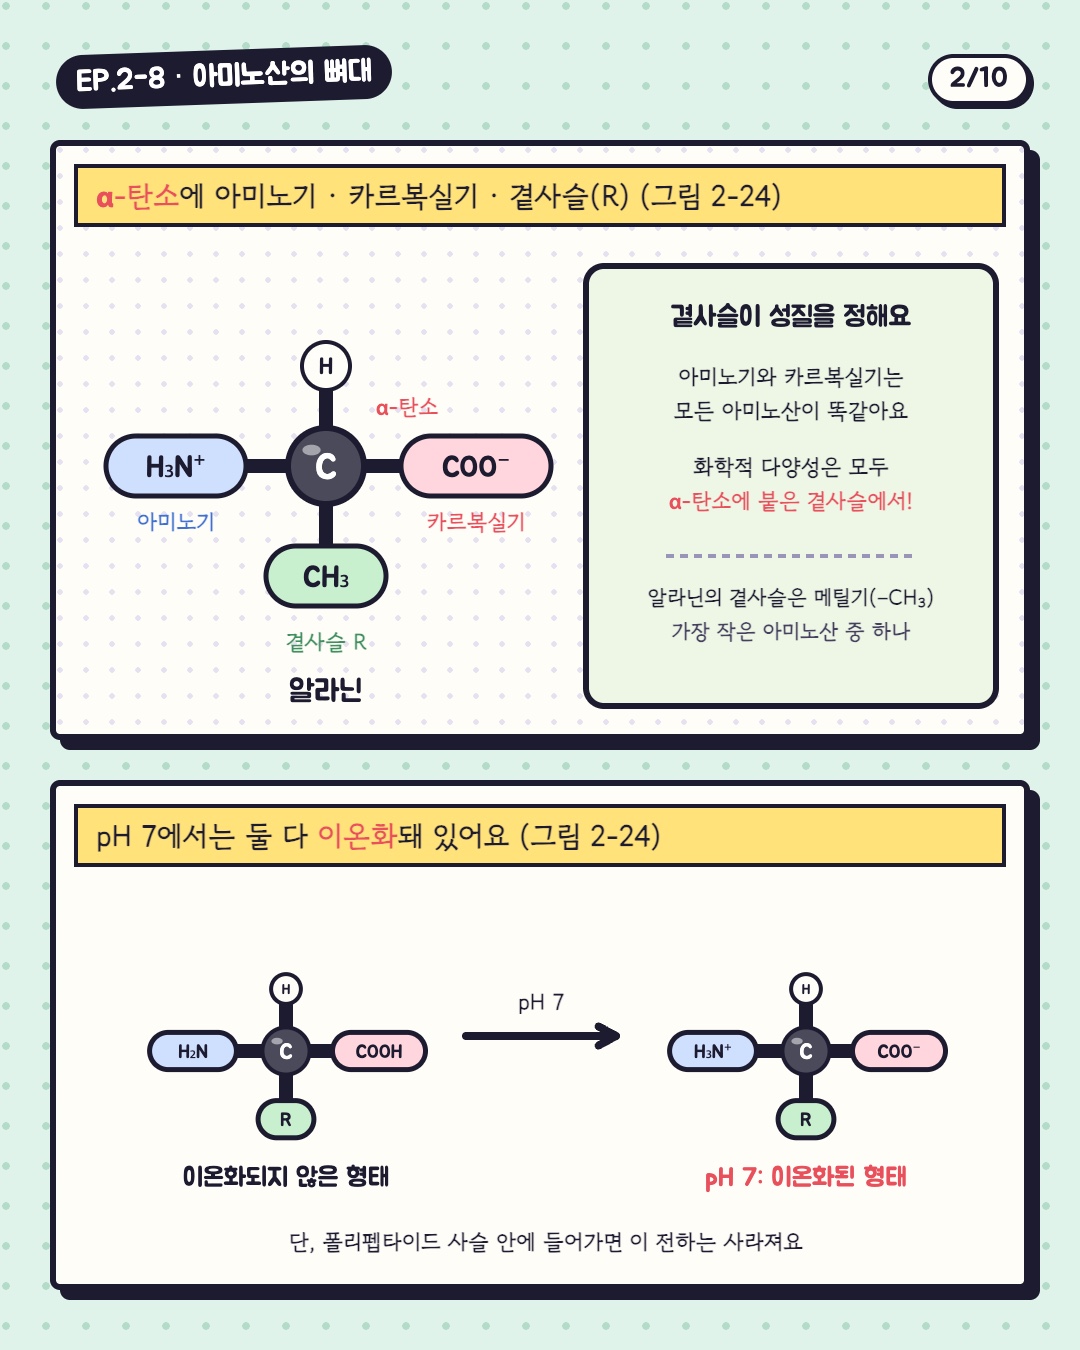 EP.2-8 · 아미노산의 뼈대
2/10
α-탄소에 아미노기 · 카르복실기 · 곁사슬(R) (그림 2-24)
H
α-탄소
H₃N⁺
C
COO⁻
아미노기
카르복실기
CH₃
곁사슬 R
알라닌
곁사슬이 성질을 정해요
아미노기와 카르복실기는
모든 아미노산이 똑같아요
화학적 다양성은 모두
α-탄소에 붙은 곁사슬에서!
알라닌의 곁사슬은 메틸기(–CH₃)
가장 작은 아미노산 중 하나
pH 7에서는 둘 다 이온화돼 있어요 (그림 2-24)
H
H₂N
C
COOH
R
이온화되지 않은 형태
pH 7
H
H₃N⁺
C
COO⁻
R
pH 7: 이온화된 형태
단, 폴리펩타이드 사슬 안에 들어가면 이 전하는 사라져요